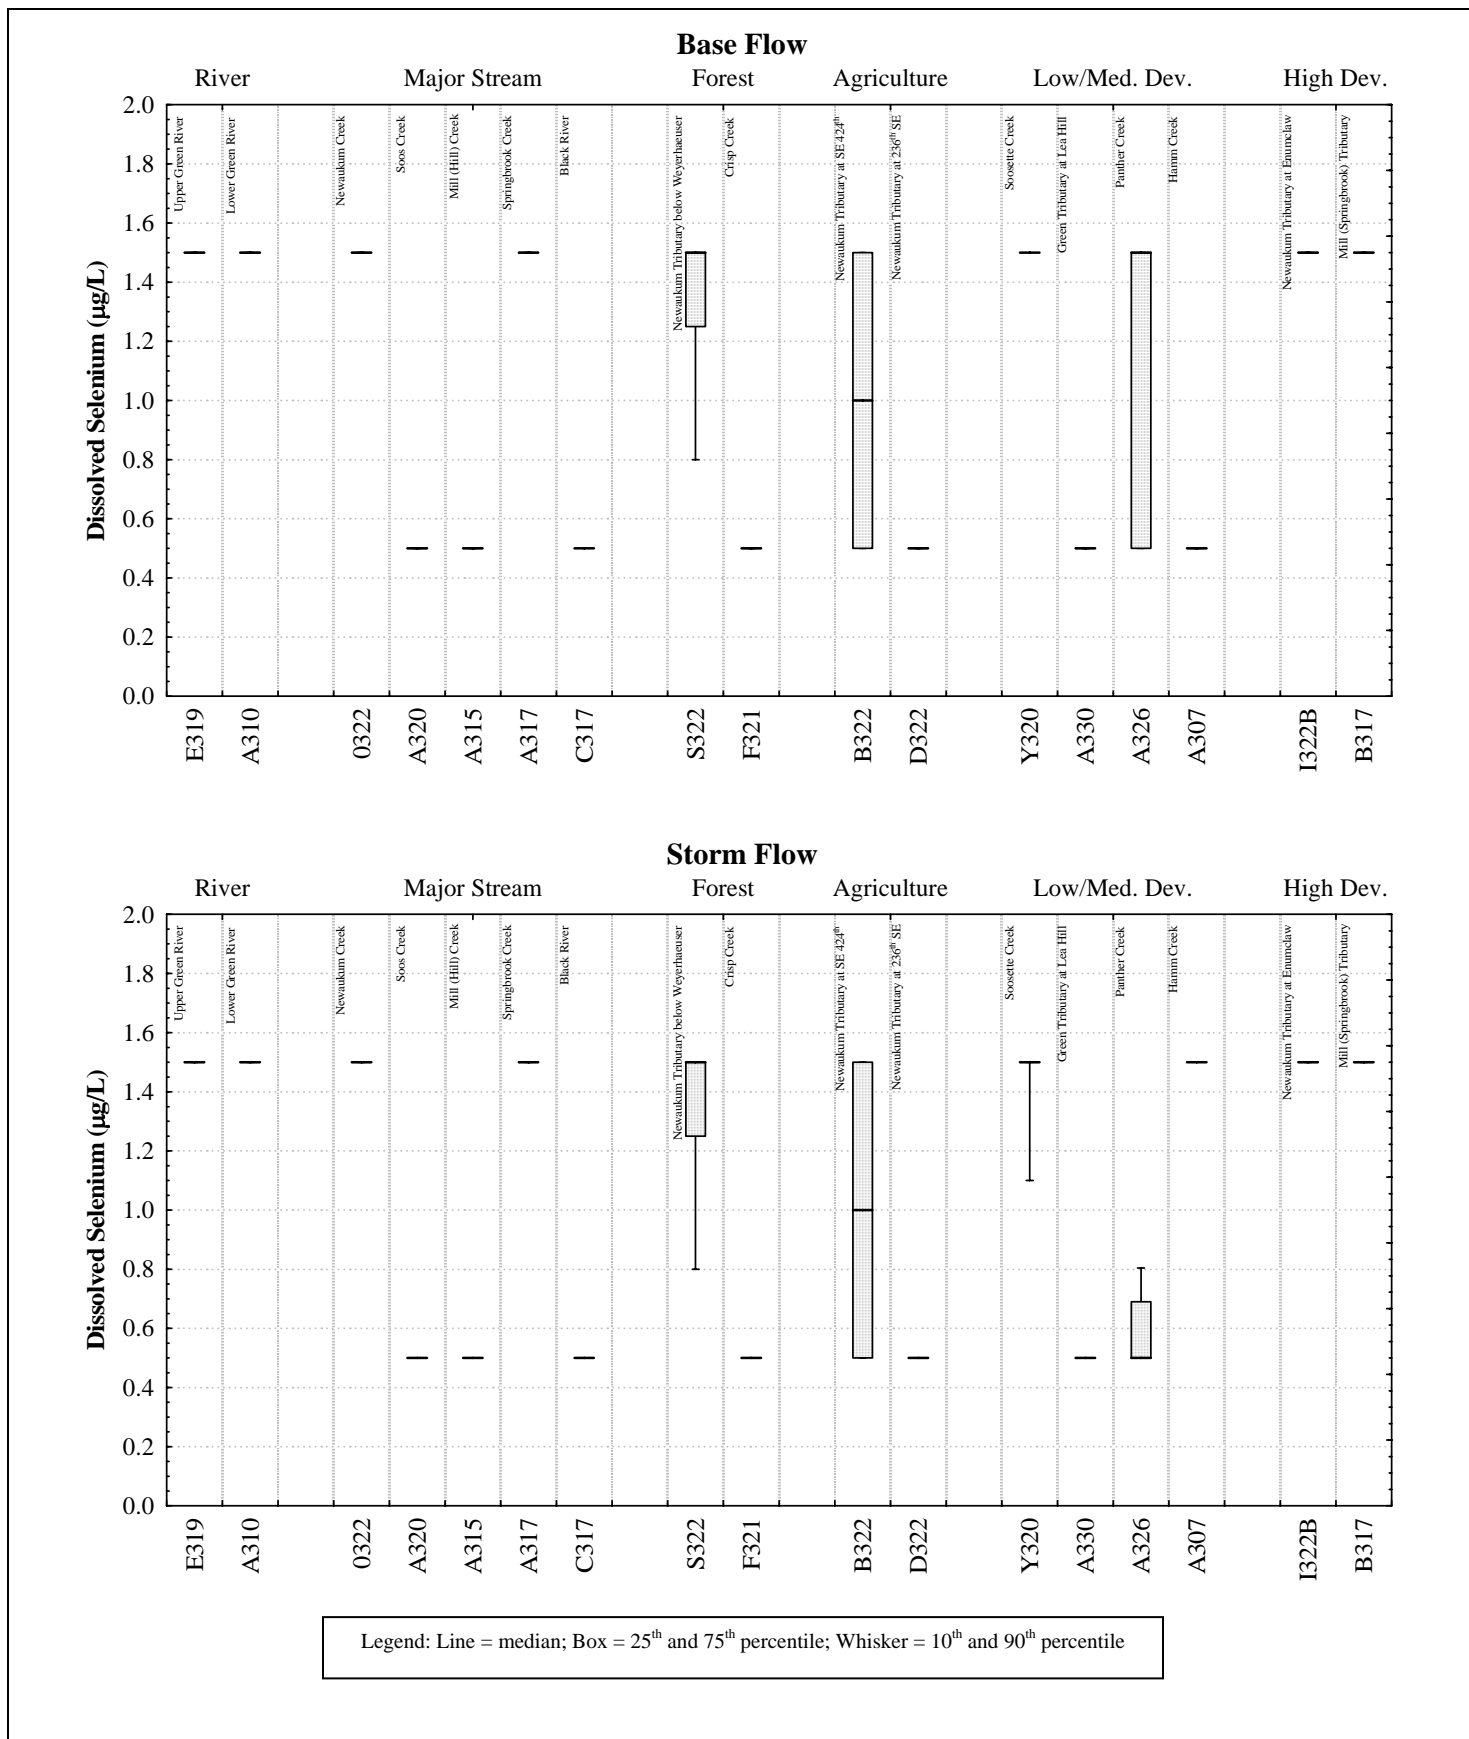 Base Flow
River Major Stream Forest Agriculture Low/Med. Dev. High Dev.
Dissolved Selenium (µg/L)
2.0
1.8
1.6
1.4
1.2
1.0
0.8
0.6
0.4
0.2
0.0
Upper Green River
Lower Green River
Newaukum Creek
Soos Creek
Mill (Hill) Creek
Springbrook Creek
Black River
Newaukum Tributary below Weyerhaeuser
Crisp Creek
Newaukum Tributary at SE 424th
Newaukum Tributary at 236th SE
Soosette Creek
Green Tributary at Lea Hill
Panther Creek
Hamm Creek
Newaukum Tributary at Enumclaw
Mill (Springbrook) Tributary
E319 A310 0322 A320 A315 A317 C317 S322 F321 B322 D322 Y320 A330 A326 A307 I322B B317
Storm Flow
River Major Stream Forest Agriculture Low/Med. Dev. High Dev.
Dissolved Selenium (µg/L)
2.0
1.8
1.6
1.4
1.2
1.0
0.8
0.6
0.4
0.2
0.0
Upper Green River
Lower Green River
Newaukum Creek
Soos Creek
Mill (Hill) Creek
Springbrook Creek
Black River
Newaukum Tributary below Weyerhaeuser
Crisp Creek
Newaukum Tributary at SE 424th
Newaukum Tributary at 236th SE
Soosette Creek
Green Tributary at Lea Hill
Panther Creek
Hamm Creek
Newaukum Tributary at Enumclaw
Mill (Springbrook) Tributary
E319 A310 0322 A320 A315 A317 C317 S322 F321 B322 D322 Y320 A330 A326 A307 I322B B317
Legend: Line = median; Box = 25th and 75th percentile; Whisker = 10th and 90th percentile